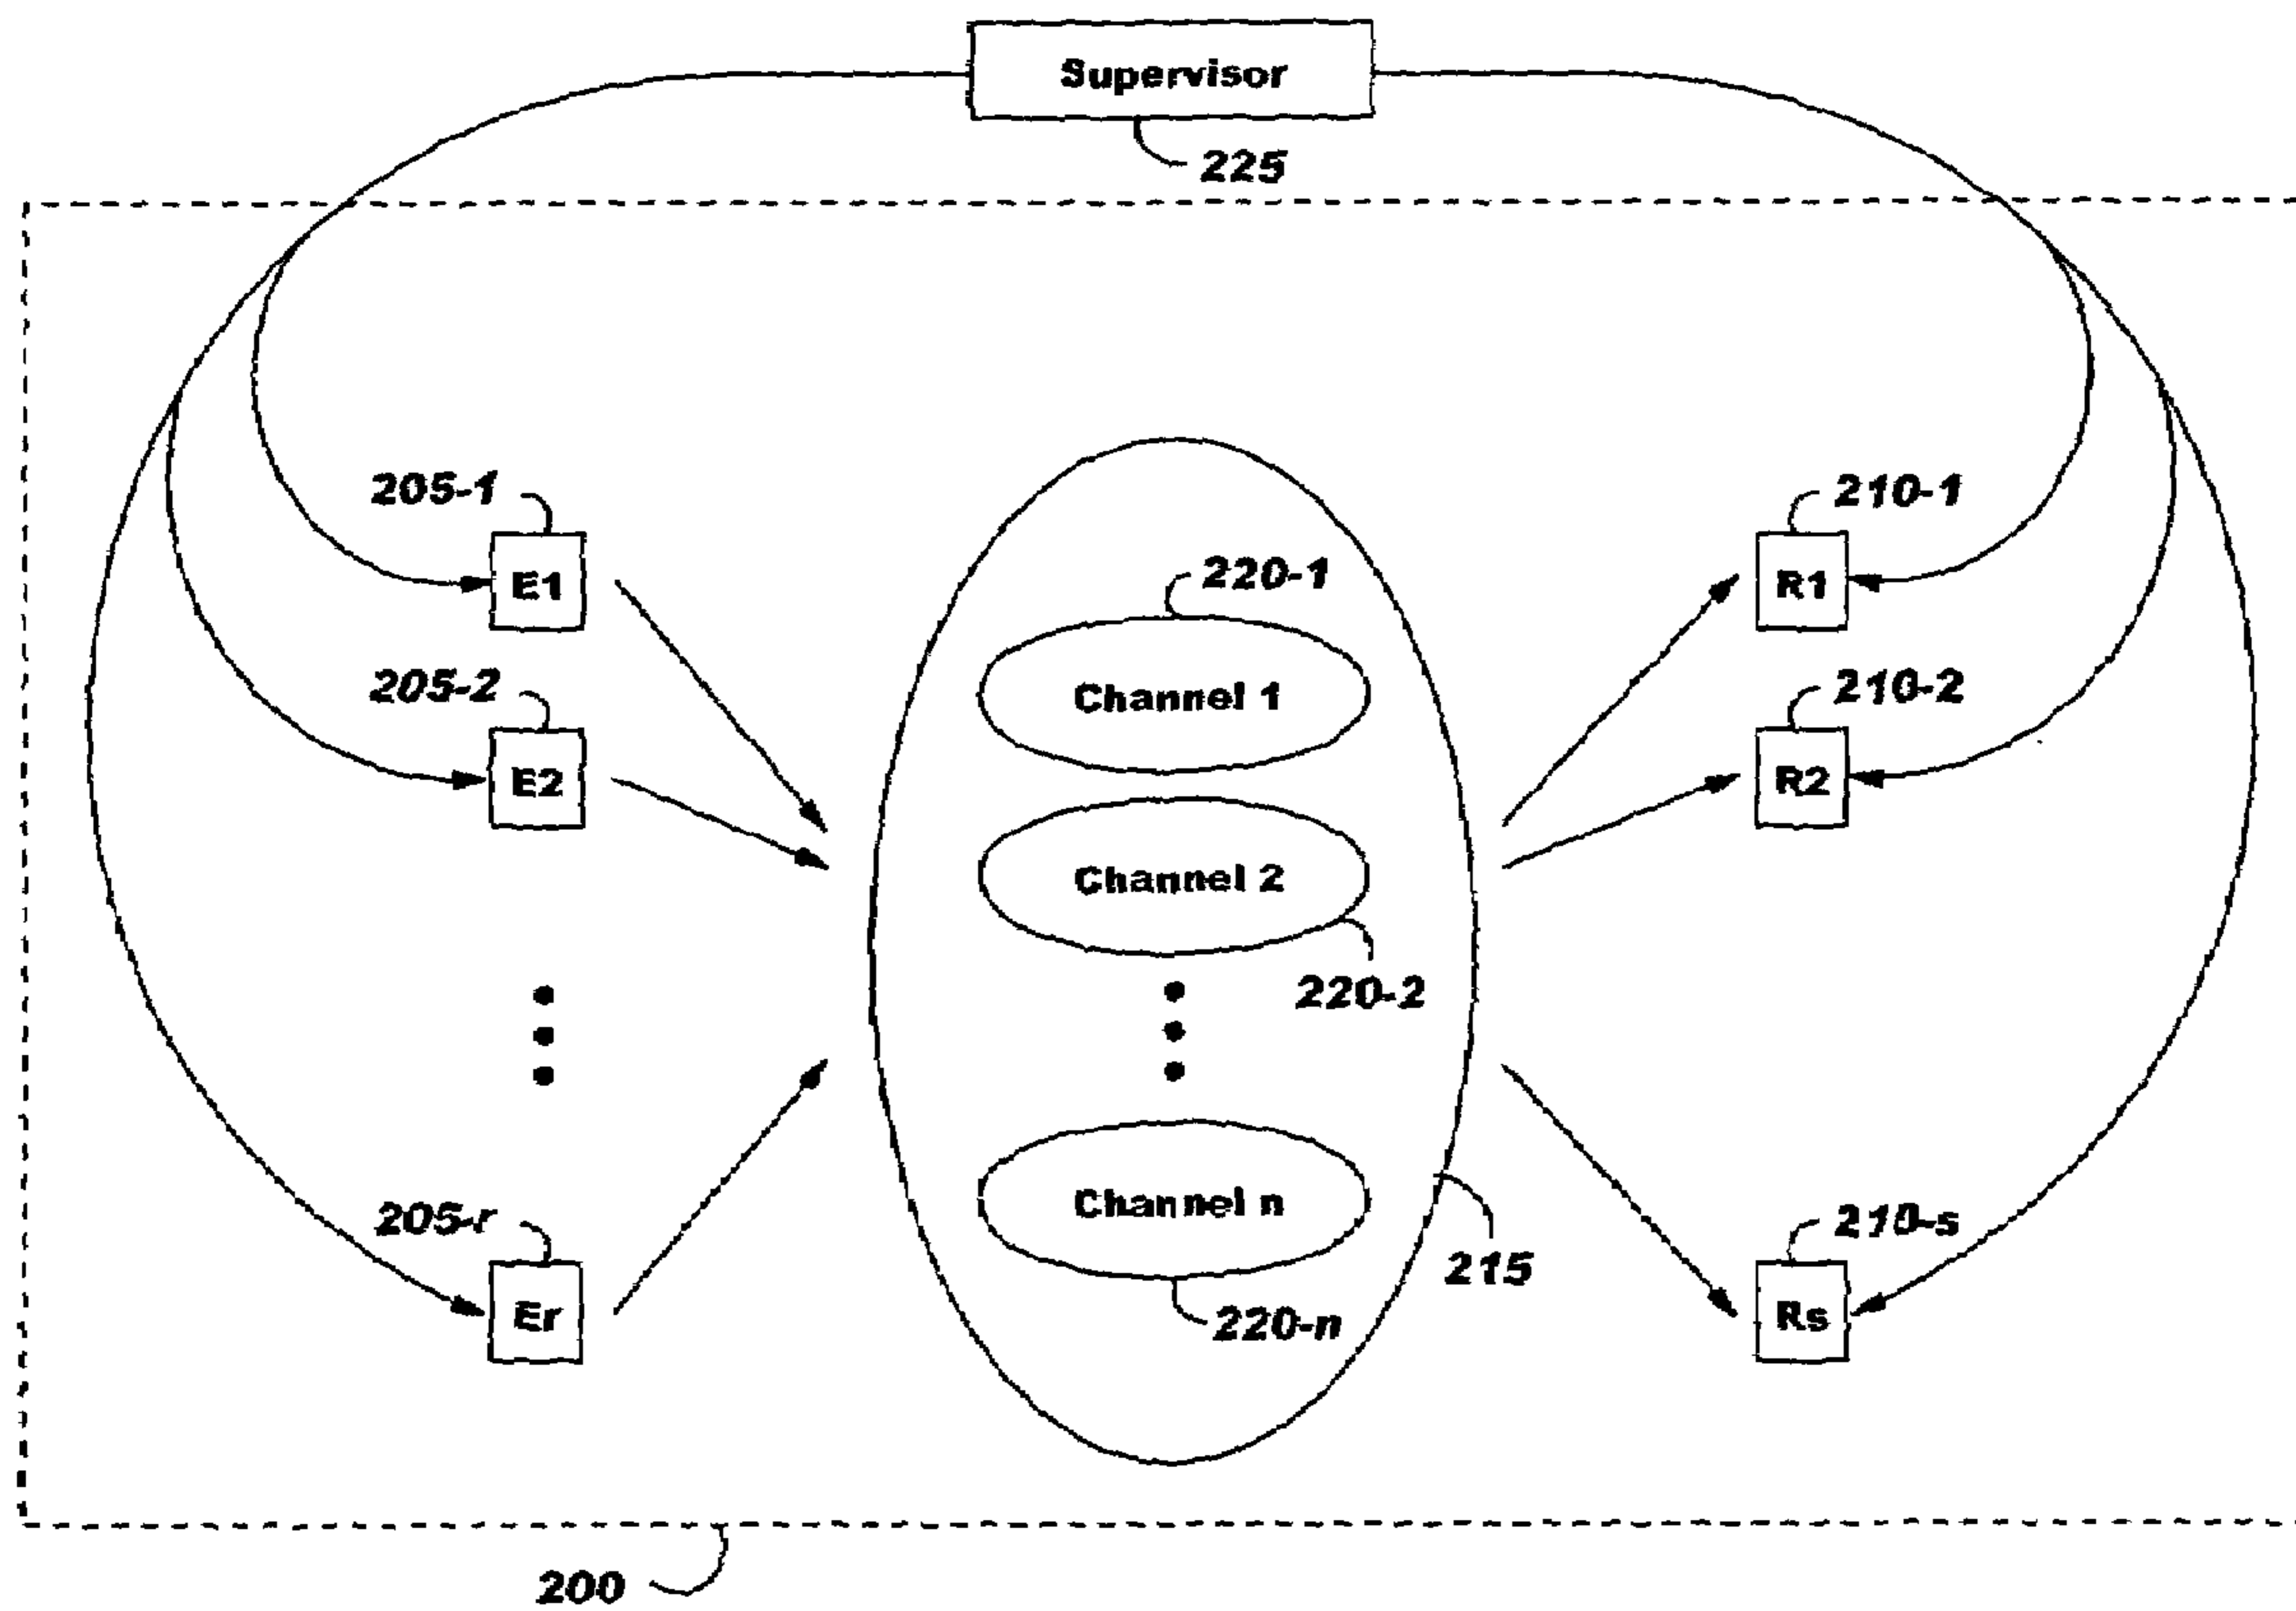 Supervisor
225
205-1
210-1
E1
220-1
R1
205-2
Channel 1
210-2
E2
R2
Channel 2
220-2
205-r
Channel n
210-s
215
Er
220-n
Rs
200